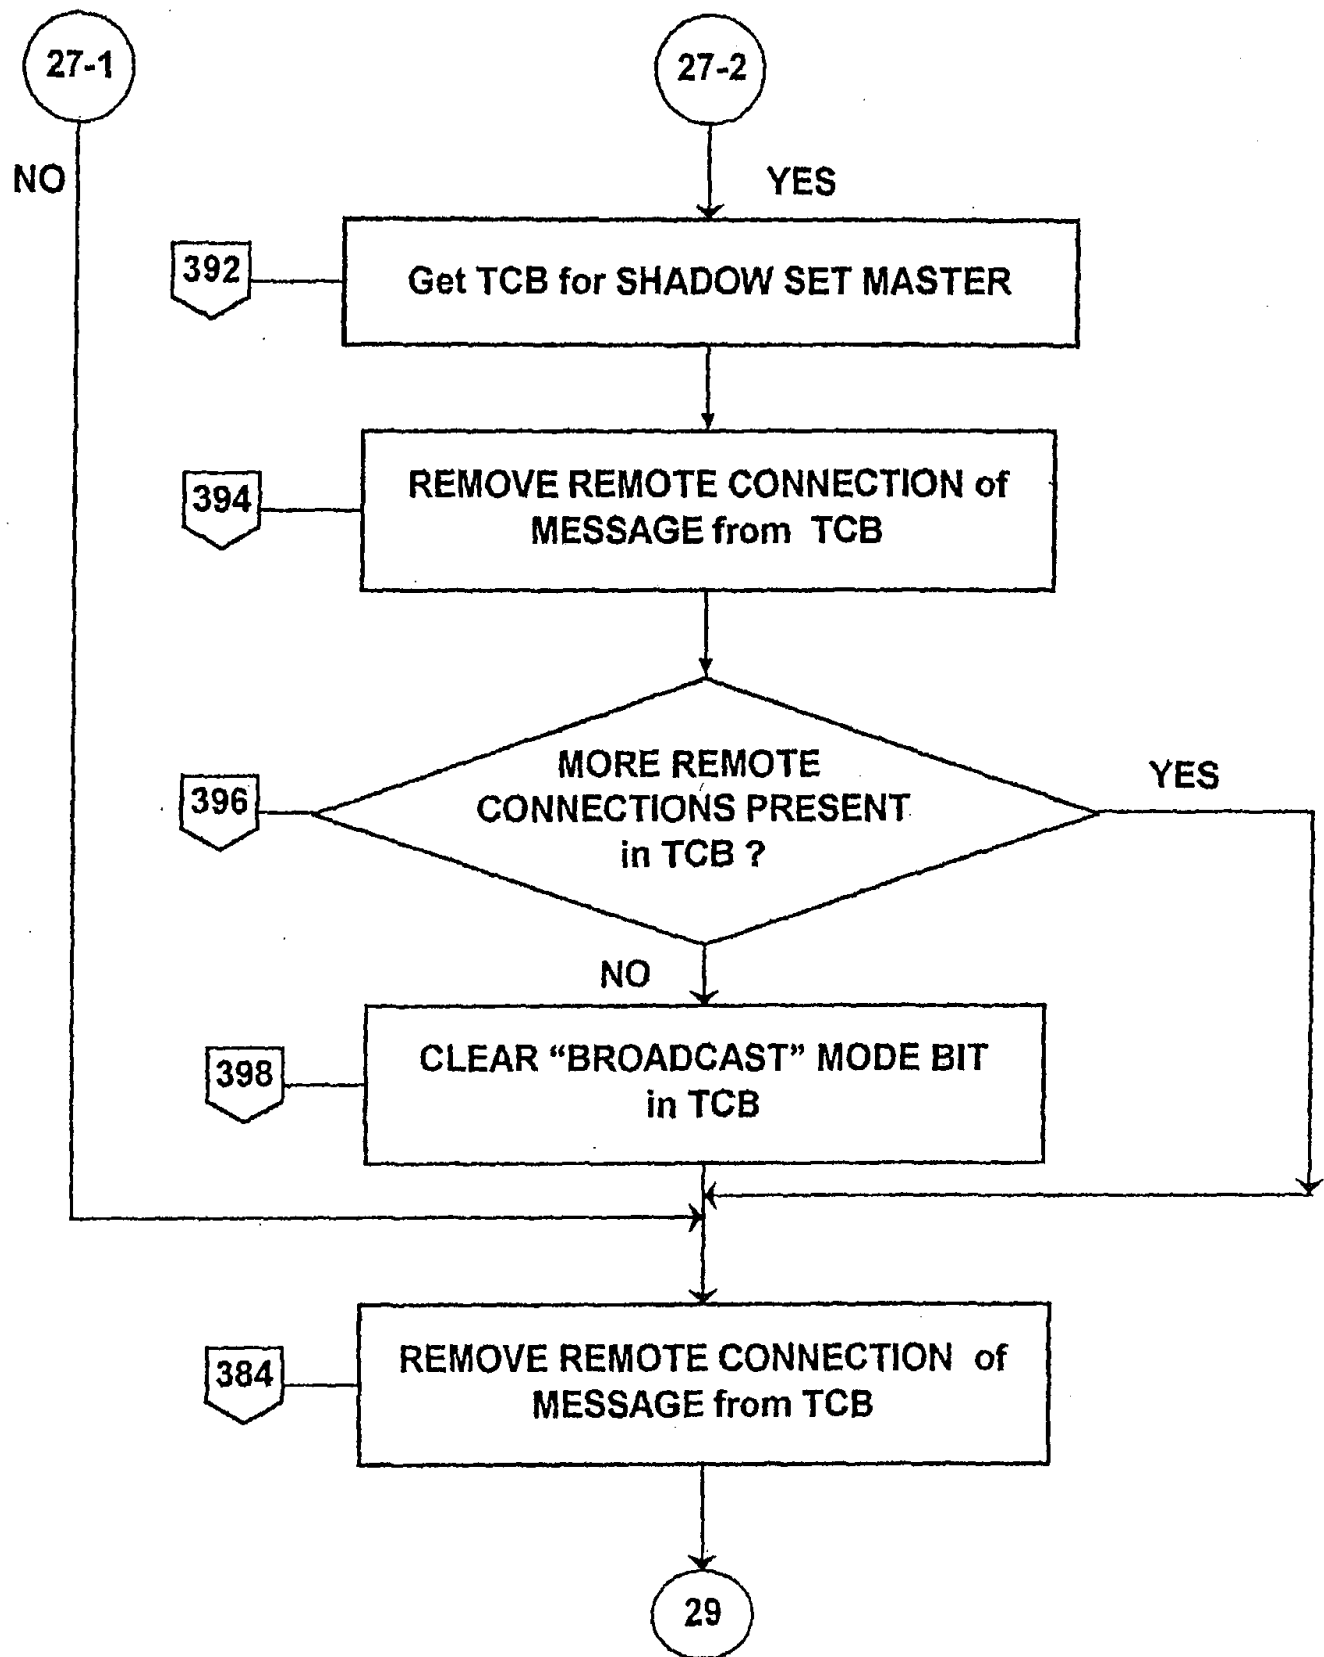 27-1
27-2
NO
YES
392
Get TCB for SHADOW SET MASTER
394
REMOVE REMOTE CONNECTION of
MESSAGE from TCB
396
MORE REMOTE
CONNECTIONS PRESENT
in TCB ?
YES
NO
398
CLEAR “BROADCAST” MODE BIT
in TCB
384
REMOVE REMOTE CONNECTION of
MESSAGE from TCB
29